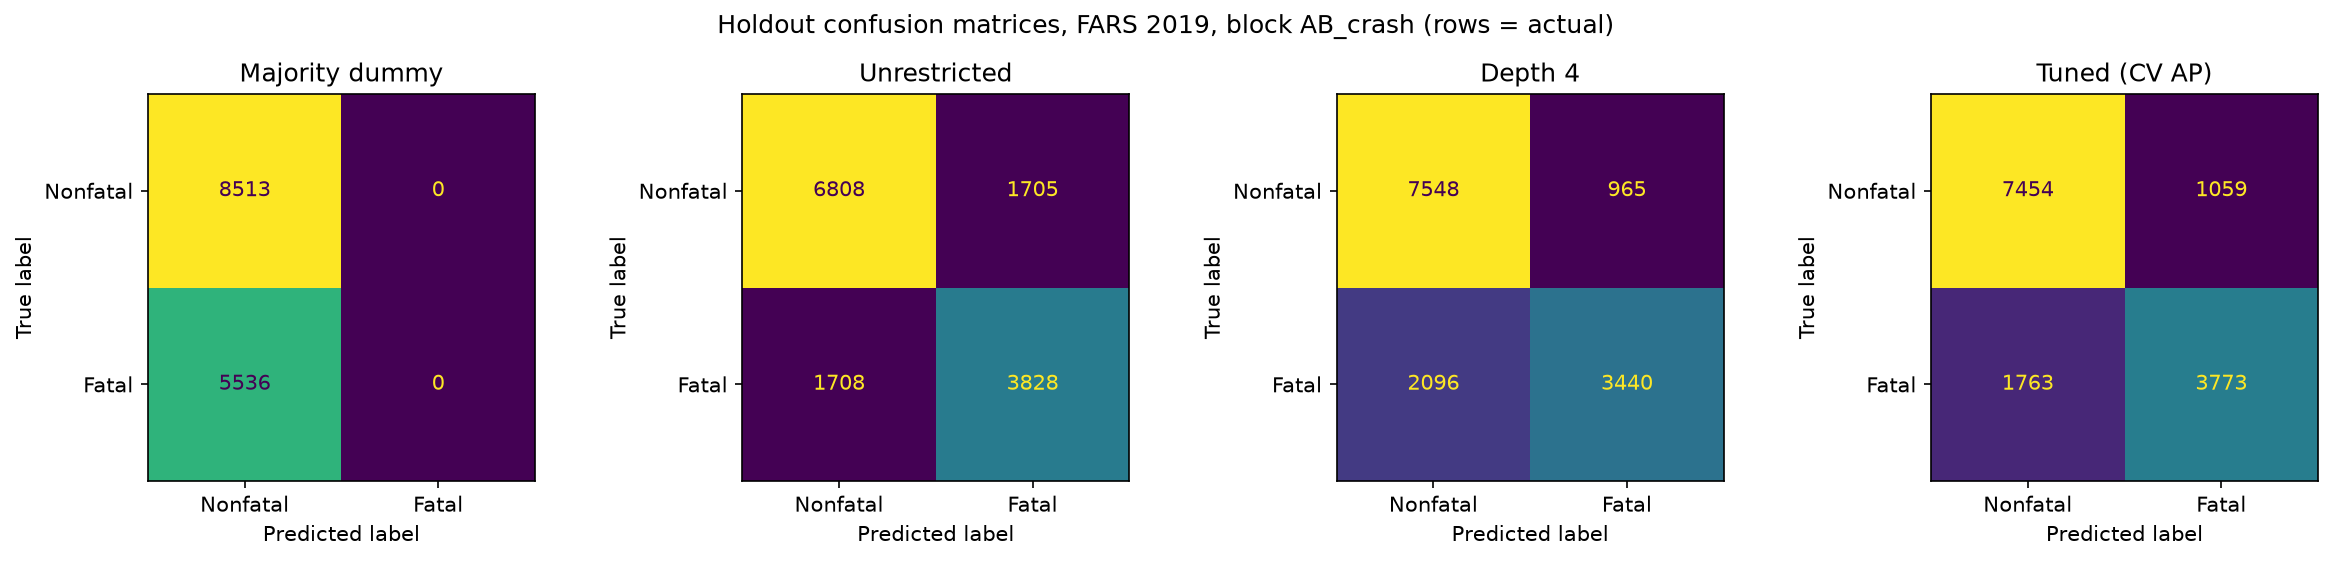 Holdout confusion matrices, FARS 2019, block AB_crash (rows = actual)
Majority dummy
True label
Nonfatal
8513
0
Fatal
5536
0
Nonfatal
Fatal
Predicted label
Unrestricted
True label
Nonfatal
6808
1705
Fatal
1708
3828
Nonfatal
Fatal
Predicted label
Depth 4
True label
Nonfatal
7548
965
Fatal
2096
3440
Nonfatal
Fatal
Predicted label
Tuned (CV AP)
True label
Nonfatal
7454
1059
Fatal
1763
3773
Nonfatal
Fatal
Predicted label